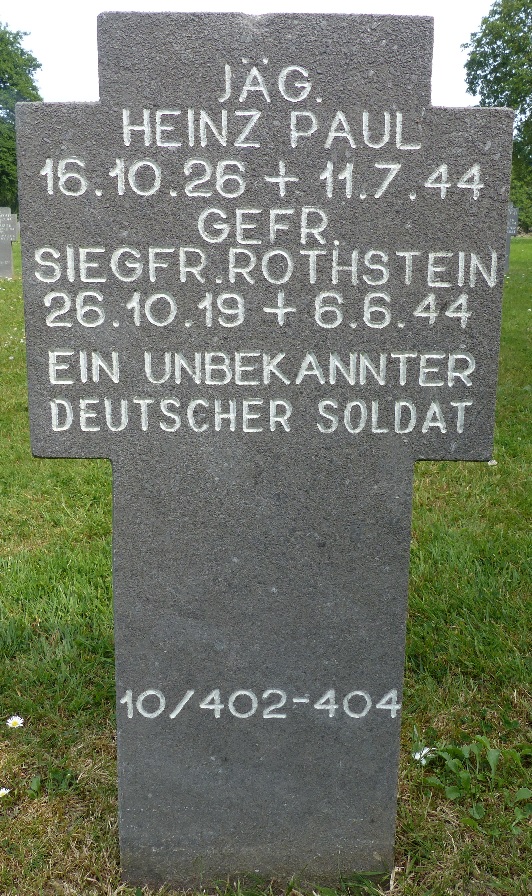 JÄG.
HEINZ PAUL
16.10.26 + 11.7.44
GEFR.
SIEGFR. ROTHSTEIN
26.10.19 + 6.6.44
EIN UNBEKANNTER
DEUTSCHER SOLDAT
10/402-404